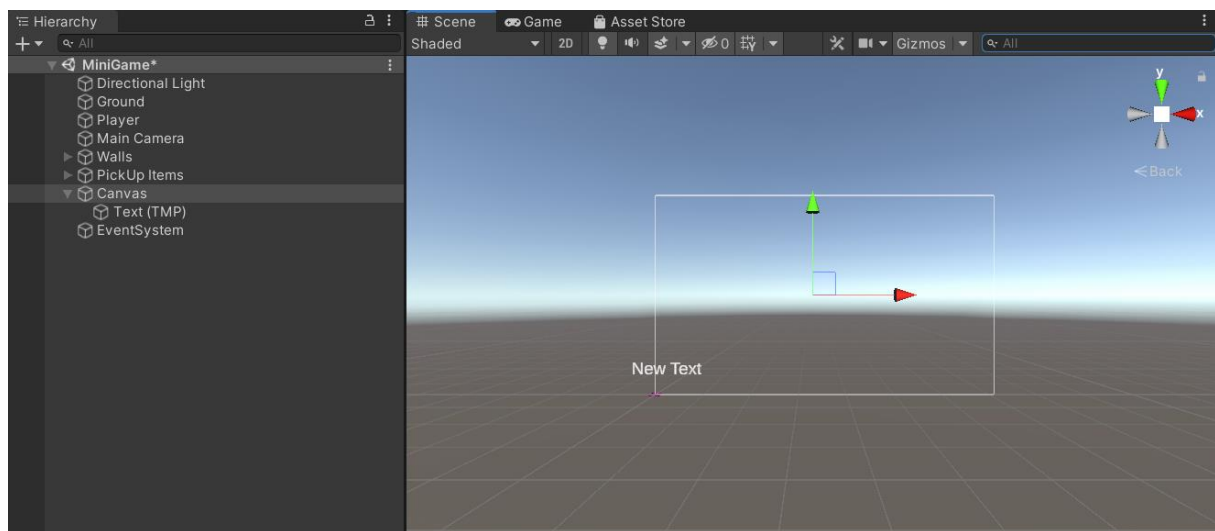 Hierarchy
All
MiniGame*
Directional Light
Ground
Player
Main Camera
Walls
PickUp Items
Canvas
Text (TMP)
EventSystem
Scene Game Asset Store
Shaded 2D 0 Gizmos All
y
x
Back
New Text